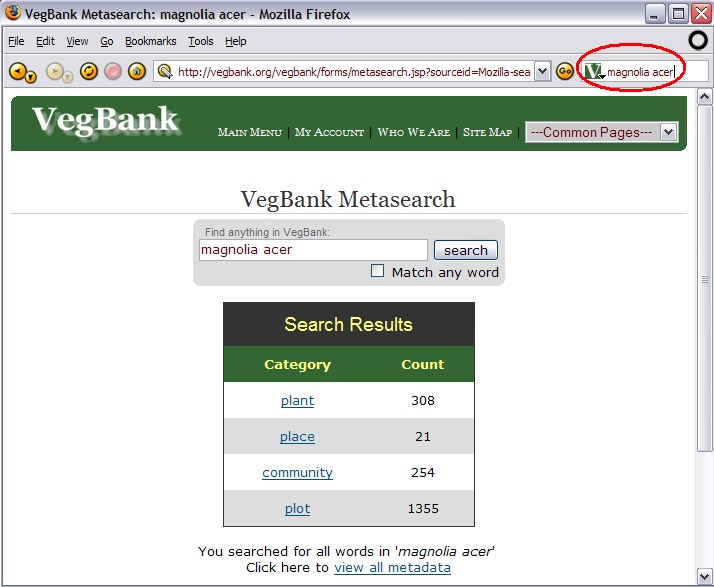 VegBank Metasearch: magnolia acer - Mozilla Firefox
File Edit View Go Bookmarks Tools Help
http://vegbank.org/vegbank/forms/metasearch.jsp?sourceid=Mozilla-sea Go V magnolia acer
VegBank
Main Menu | My Account | Who We Are | Site Map | ---Common Pages---
VegBank Metasearch
Find anything in VegBank:
magnolia acer search
Match any word
Search Results
Category Count
plant 308
place 21
community 254
plot 1355
You searched for all words in 'magnolia acer'
Click here to view all metadata